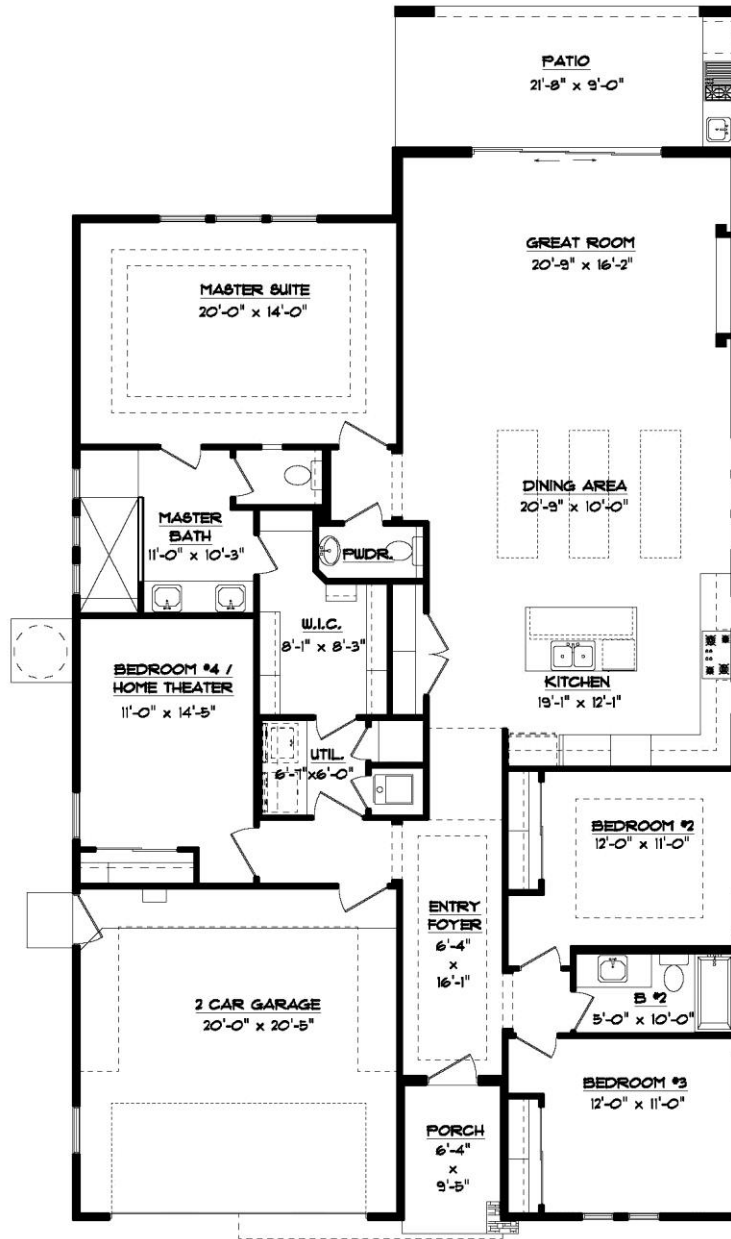 PATIO
21'-8" x 9'-0"
GREAT ROOM
20'-9" x 16'-2"
MASTER SUITE
20'-0" x 14'-0"
DINING AREA
20'-9" x 10'-0"
MASTER
BATH
11'-0" x 10'-3"
PWDR.
W.I.C.
8'-1" x 8'-3"
BEDROOM #4 /
HOME THEATER
11'-0" x 14'-5"
KITCHEN
19'-1" x 12'-1"
UTIL.
6'-7"x6'-0"
BEDROOM #2
12'-0" x 11'-0"
ENTRY
FOYER
6'-4"
x
16'-1"
B #2
5'-0" x 10'-0"
2 CAR GARAGE
20'-0" x 20'-5"
BEDROOM #3
12'-0" x 11'-0"
PORCH
6'-4"
x
9'-5"